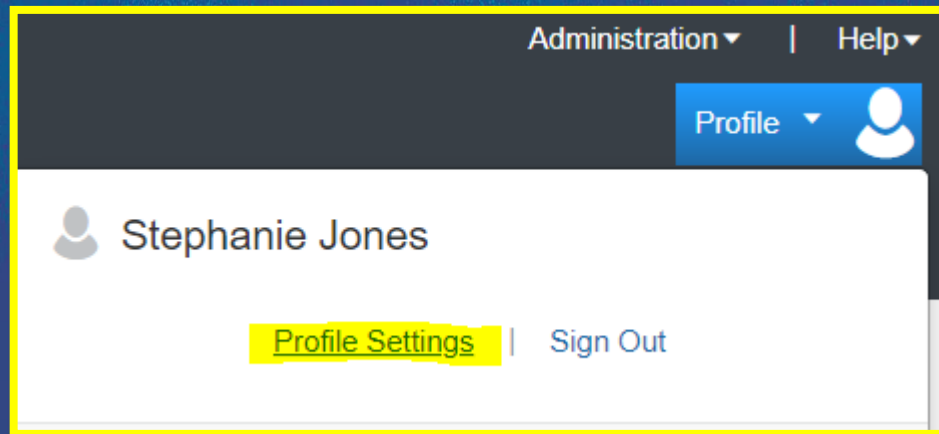 Administration | Help
Profile
Stephanie Jones
Profile Settings | Sign Out